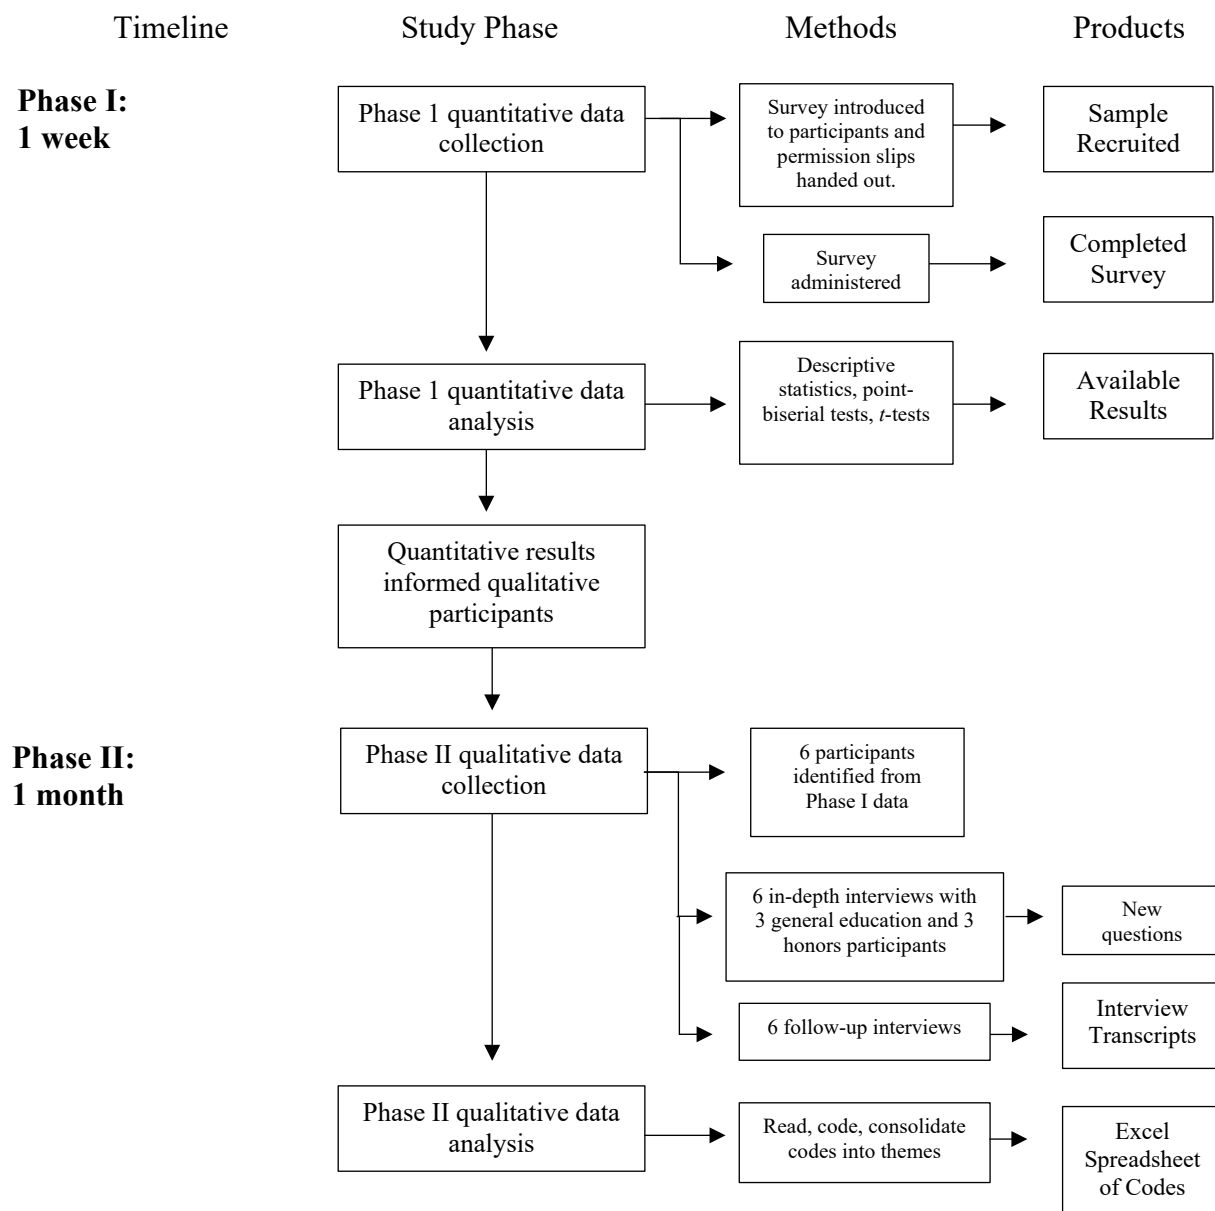 Timeline
Study Phase
Methods
Products
Phase I:
1 week
Phase 1 quantitative data
collection
Survey introduced
to participants and
permission slips
handed out.
Sample
Recruited
Survey
administered
Completed
Survey
Phase 1 quantitative data
analysis
Descriptive
statistics, point-
biserial tests, t-tests
Available
Results
Quantitative results
informed qualitative
participants
Phase II:
1 month
Phase II qualitative data
collection
6 participants
identified from
Phase I data
6 in-depth interviews with
3 general education and 3
honors participants
New
questions
6 follow-up interviews
Interview
Transcripts
Phase II qualitative data
analysis
Read, code, consolidate
codes into themes
Excel
Spreadsheet
of Codes